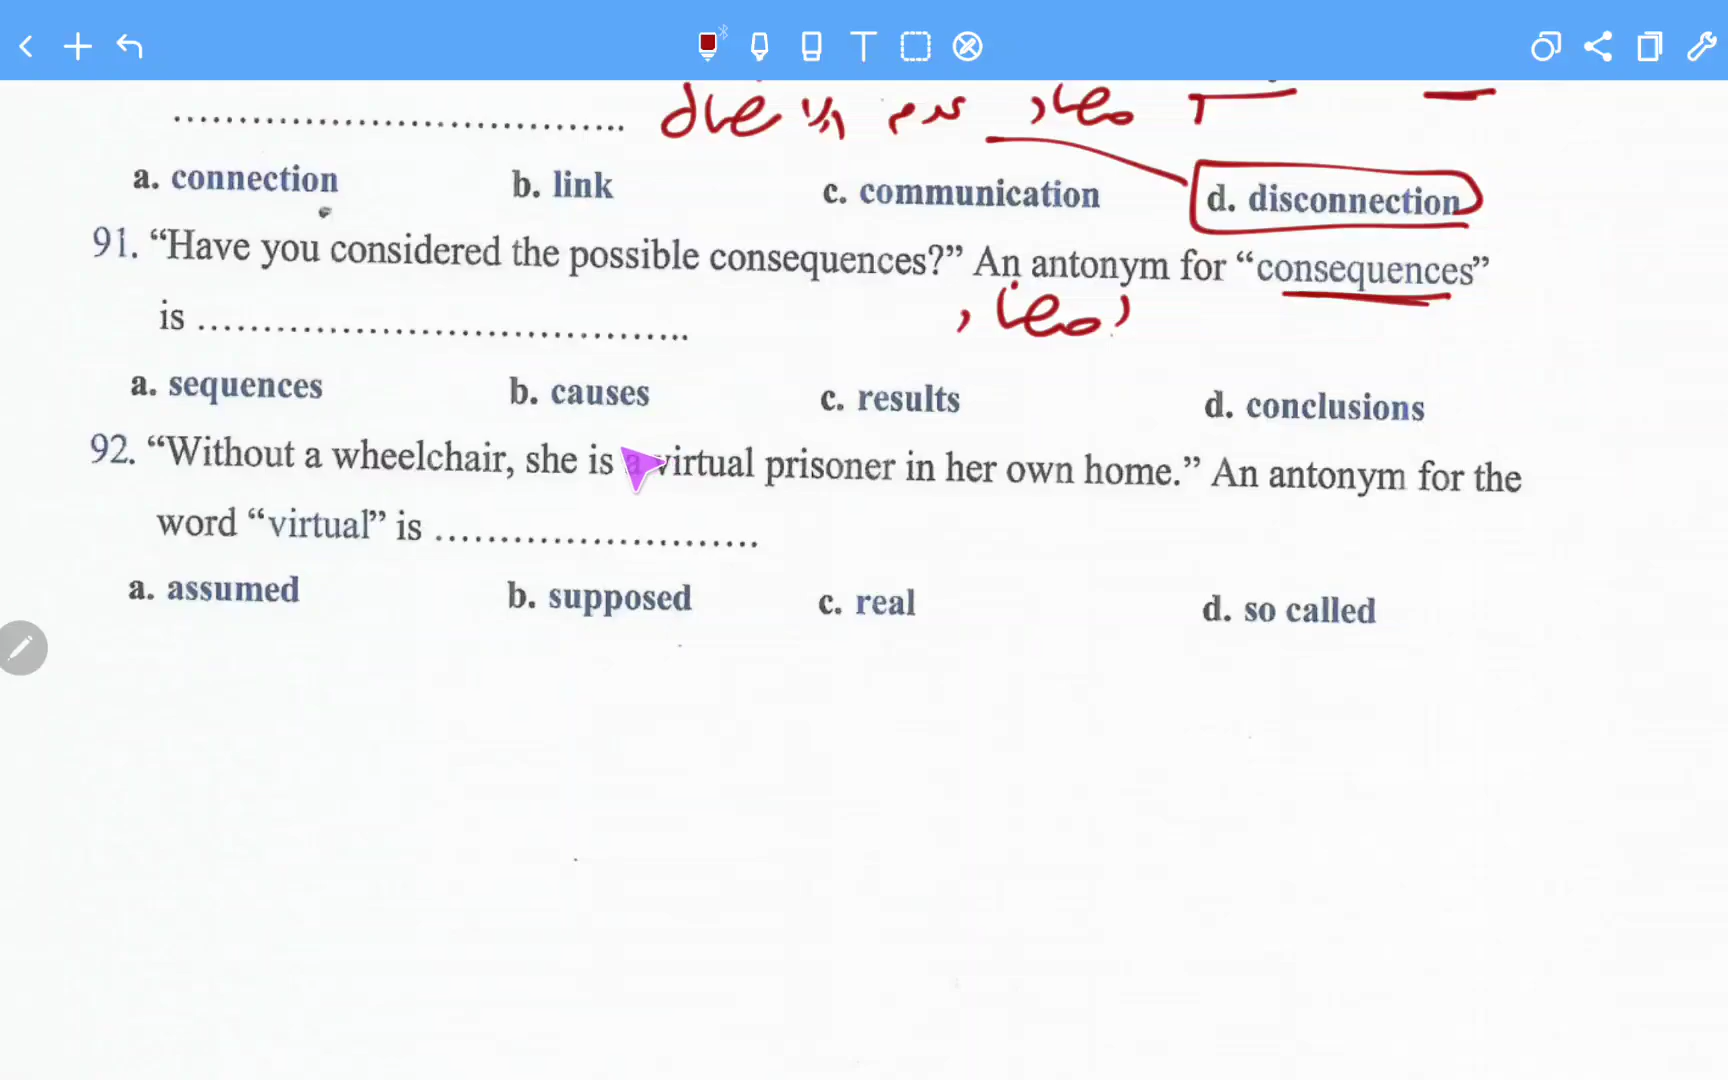 ........................................
a. connection b. link c. communication d. disconnection
91. “Have you considered the possible consequences?” An antonym for “consequences”
is ........................................
a. sequences b. causes c. results d. conclusions
92. “Without a wheelchair, she is a virtual prisoner in her own home.” An antonym for the
word “virtual” is .........................
a. assumed b. supposed c. real d. so called